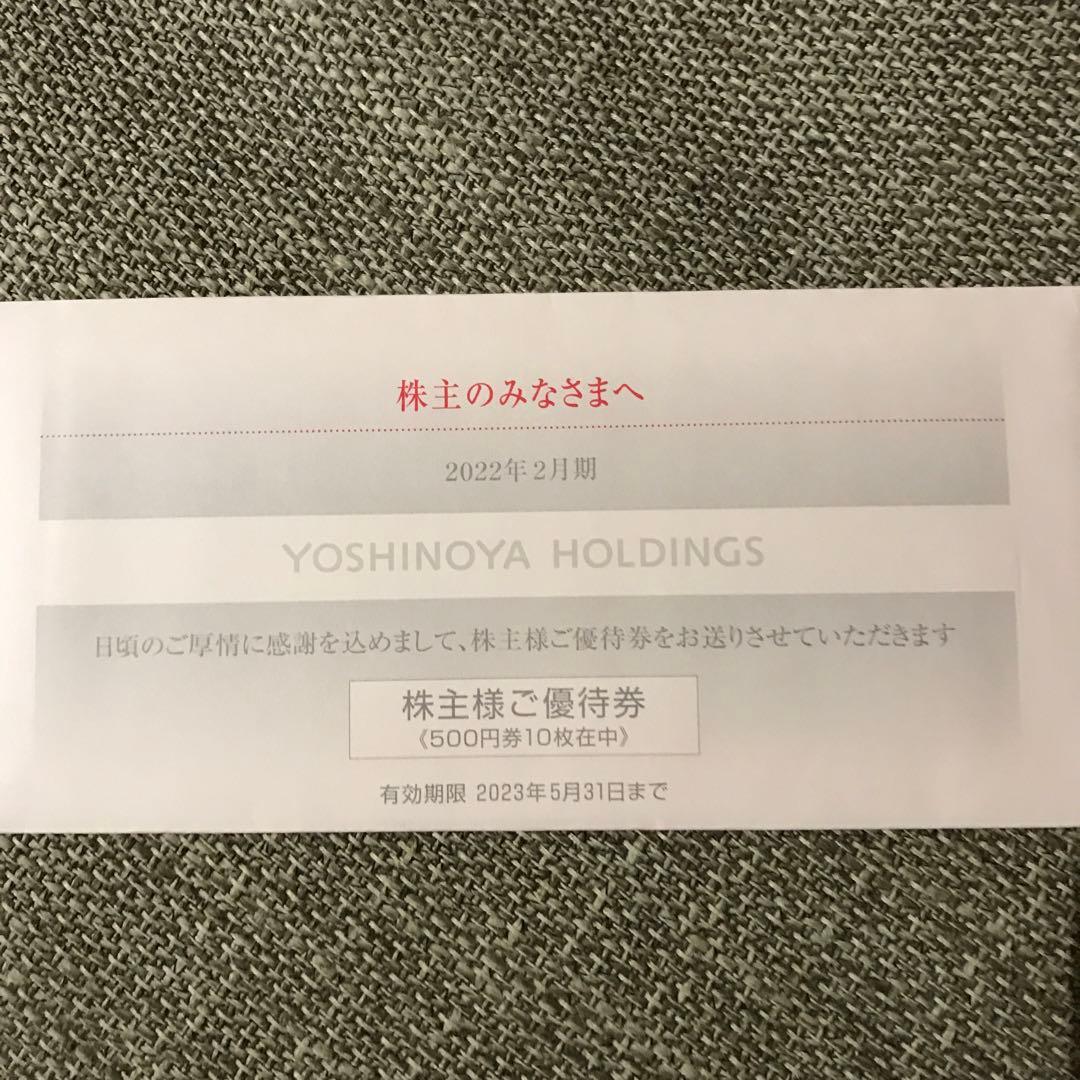 株主のみなさまへ
2022年2月期
YOSHINOYA HOLDINGS
日頃のご厚情に感謝を込めまして、株主様ご優待券をお送りさせていただきます
株主様ご優待券
《500円券10枚在中》
有効期限 2023年5月31日まで